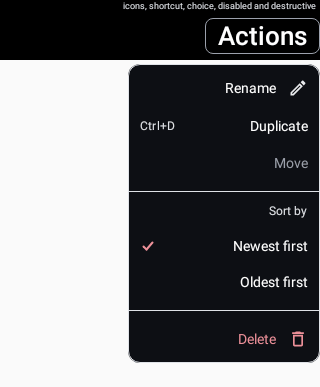 icons, shortcut, choice, disabled and destructive
Actions
Rename
Ctrl+D Duplicate
Move
Sort by
Newest first
Oldest first
Delete